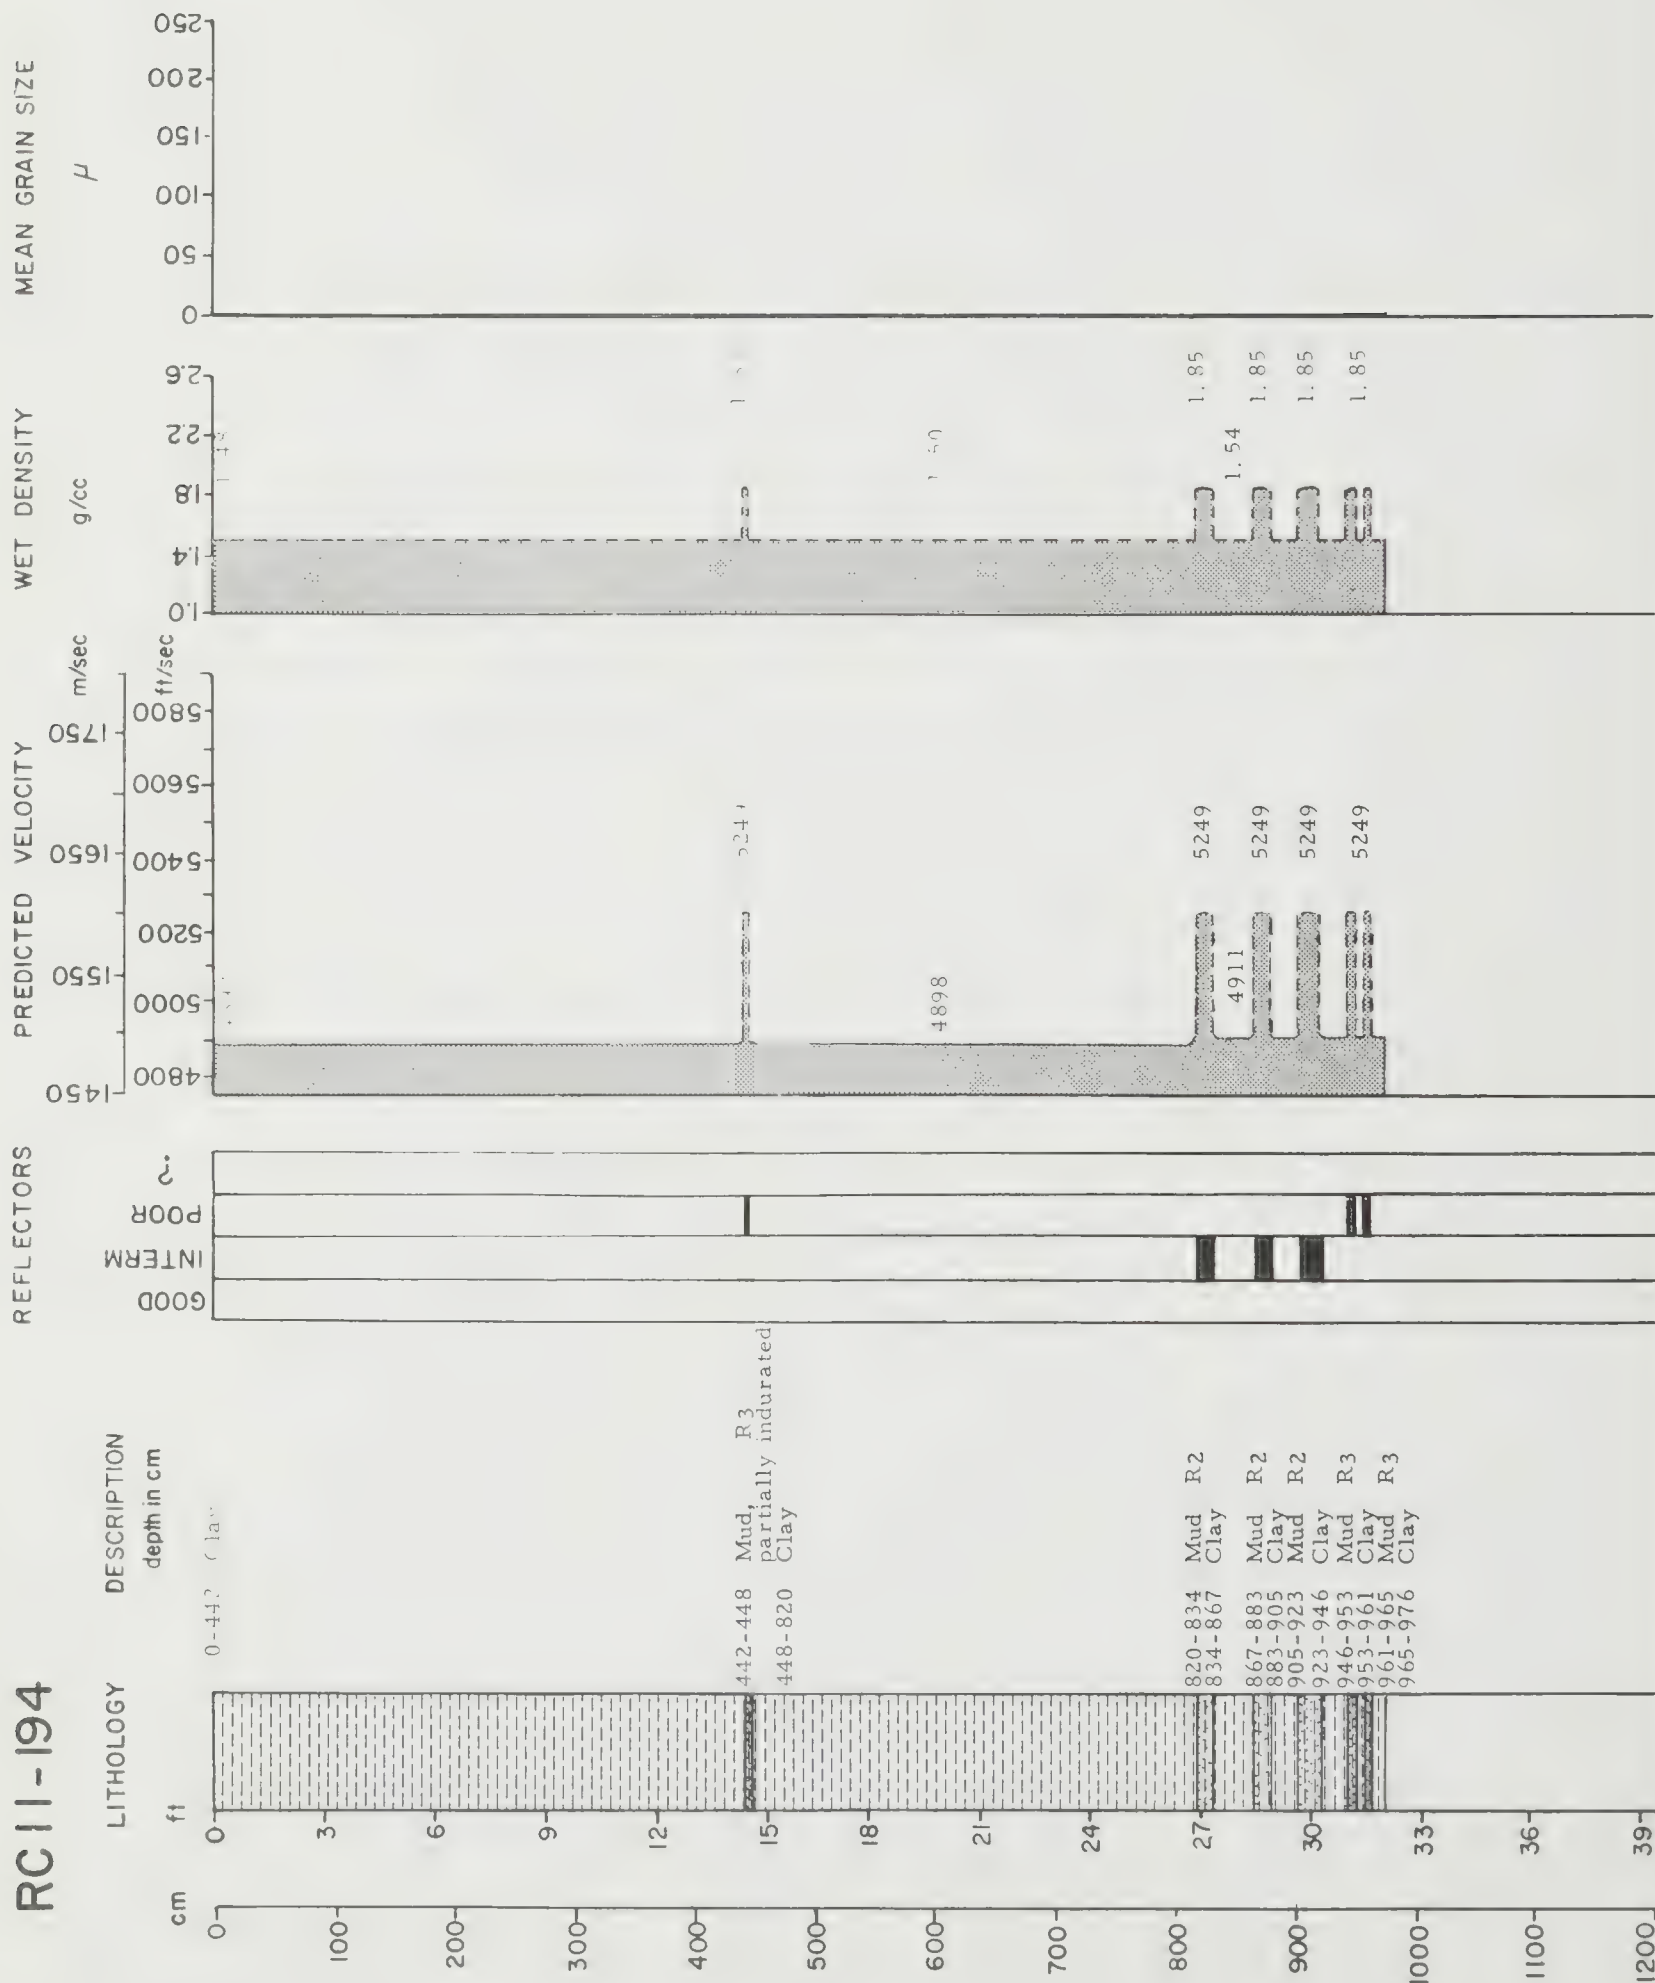 RC11-194
cm
0
100
200
300
400
500
600
700
800
900
1000
1100
1200
LITHOLOGY
ft
0
3
6
9
12
15
18
21
24
27
30
33
36
39
DESCRIPTION
depth in cm
442-448 Mud, R3
partially indurated
448-820 Clay
820-834 Mud R2
834-867 Clay
867-883 Mud R2
883-905 Clay
905-923 Mud R2
923-946 Clay
946-953 Mud R3
953-961 Clay
961-965 Mud R3
965-976 Clay
REFLECTORS
GOOD
INTERM
POOR
?
PREDICTED VELOCITY
m/sec
1450
1550
1650
1750
ft/sec
4800
5000
5200
5400
5600
5800
4898
5249
4911
5249
5249
5249
WET DENSITY
g/cc
1.0
1.4
1.8
2.2
2.6
1.85
1.54
1.85
1.85
1.85
MEAN GRAIN SIZE
μ
0
50
100
150
200
250